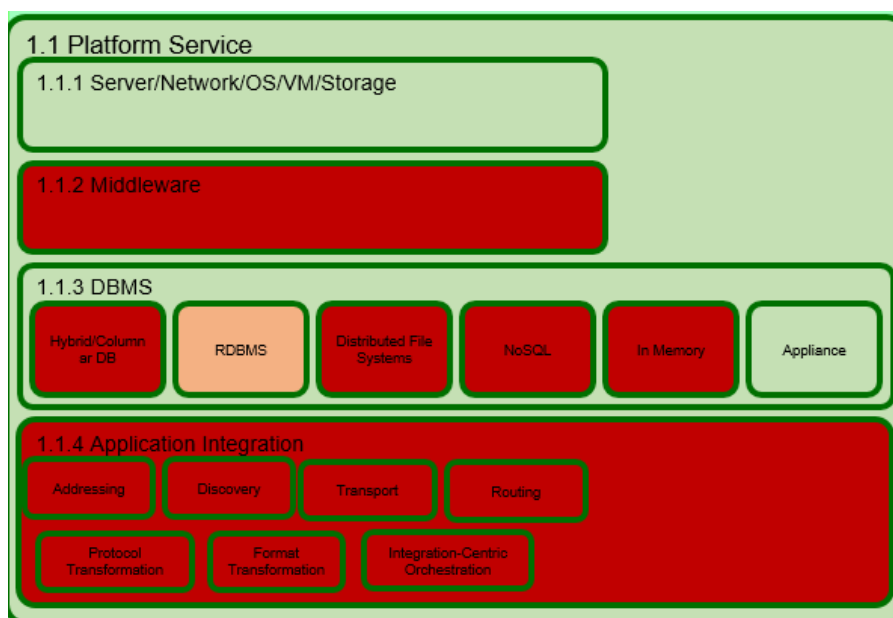 1.1 Platform Service
1.1.1 Server/Network/OS/VM/Storage
1.1.2 Middleware
1.1.3 DBMS
Hybrid/Column
ar DB
RDBMS
Distributed File
Systems
NoSQL
In Memory
Appliance
1.1.4 Application Integration
Addressing
Discovery
Transport
Routing
Protocol
Transformation
Format
Transformation
Integration-Centric
Orchestration